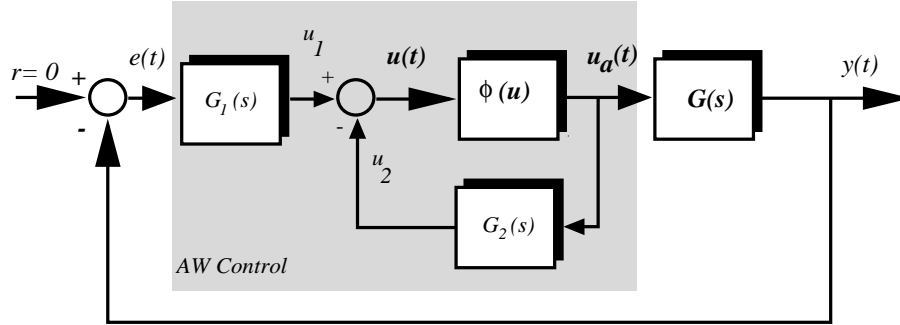 r= 0
+
-
e(t)
G₁(s)
u₁
+
-
u(t)
ϕ(u)
uₐ(t)
G(s)
y(t)
u₂
G₂(s)
AW Control